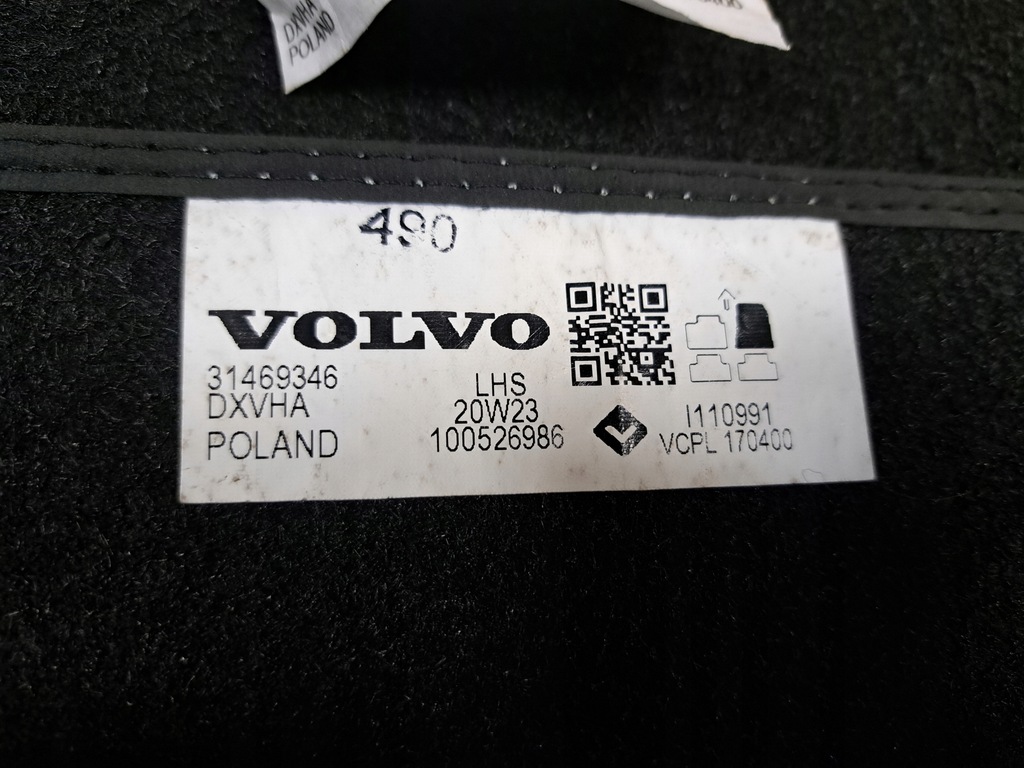 DXVHA
POLAND
490
VOLVO
31469346
DXVHA
POLAND
LHS
20W23
100526986
U
I110991
VCPL 170400